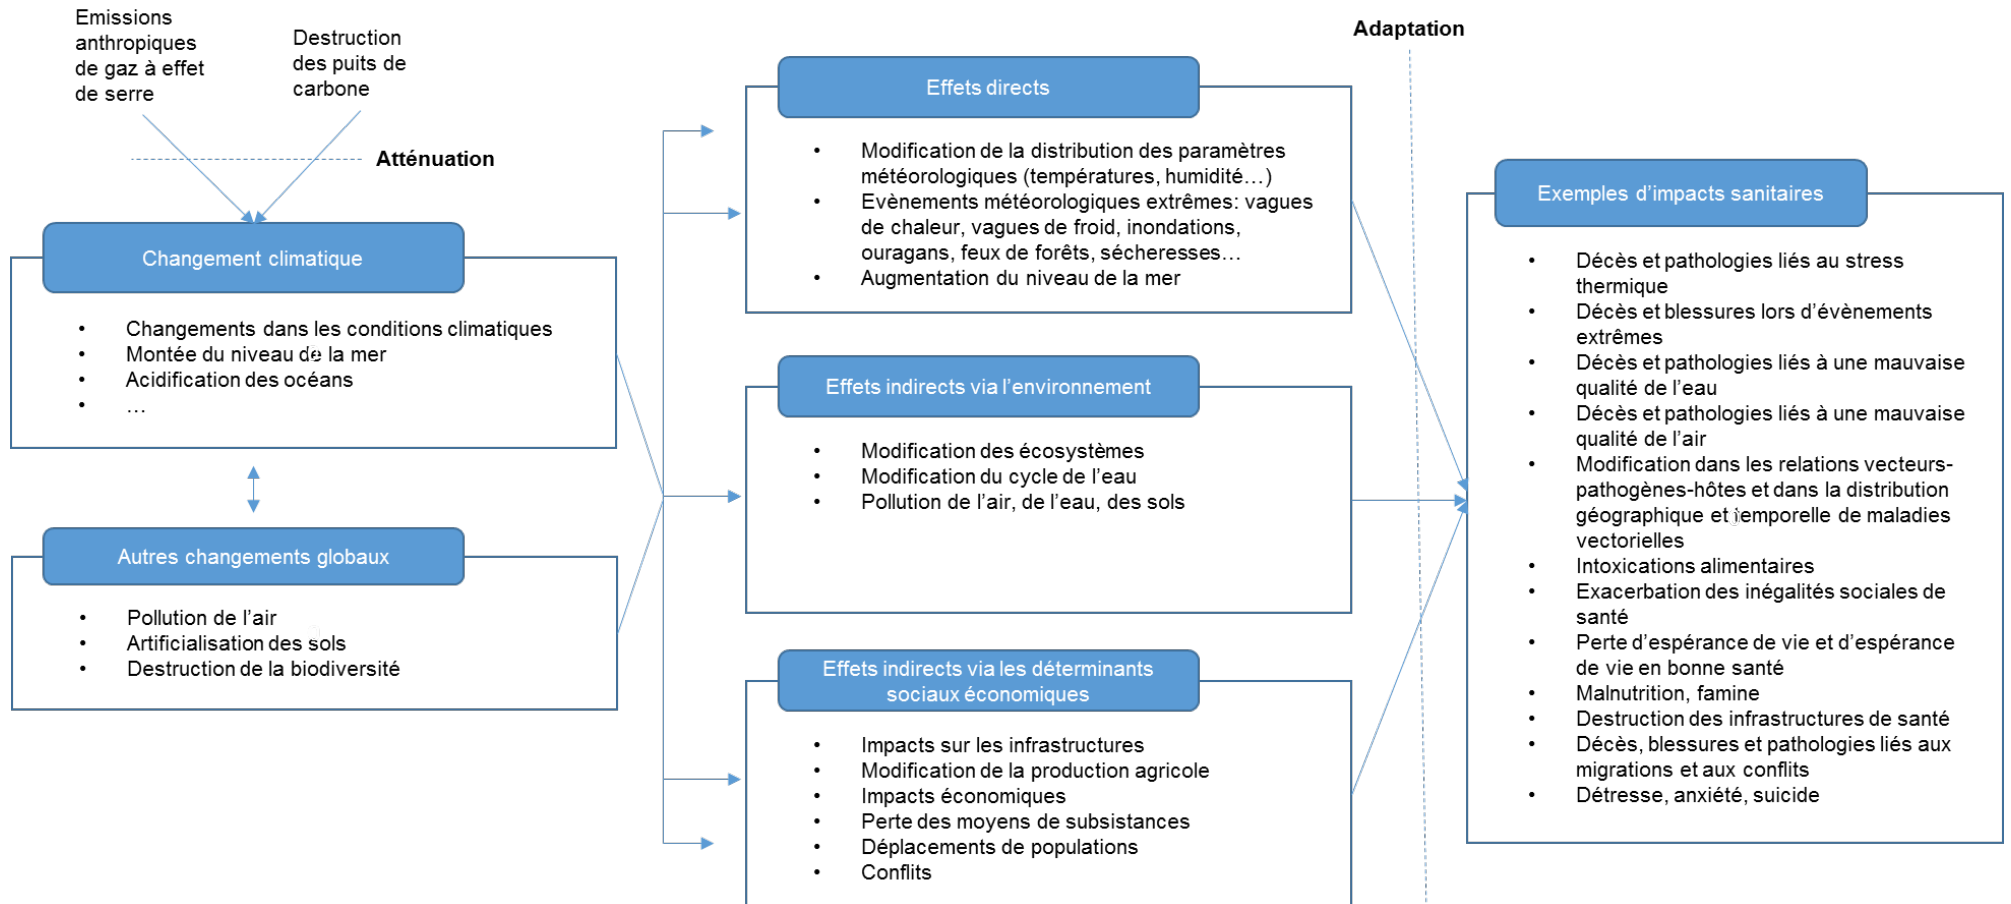 Emissions
anthropiques
de gaz à effet
de serre
Destruction
des puits de
carbone
Atténuation
Changement climatique
• Changements dans les conditions climatiques
• Montée du niveau de la mer
• Acidification des océans
• …
Autres changements globaux
• Pollution de l’air
• Artificialisation des sols
• Destruction de la biodiversité
Effets directs
• Modification de la distribution des paramètres
météorologiques (températures, humidité…)
• Evènements météorologiques extrêmes: vagues
de chaleur, vagues de froid, inondations,
ouragans, feux de forêts, sécheresses…
• Augmentation du niveau de la mer
Effets indirects via l’environnement
• Modification des écosystèmes
• Modification du cycle de l’eau
• Pollution de l’air, de l’eau, des sols
Effets indirects via les déterminants
sociaux économiques
• Impacts sur les infrastructures
• Modification de la production agricole
• Impacts économiques
• Perte des moyens de subsistances
• Déplacements de populations
• Conflits
Adaptation
Exemples d’impacts sanitaires
• Décès et pathologies liés au stress
thermique
• Décès et blessures lors d’évènements
extrêmes
• Décès et pathologies liés à une mauvaise
qualité de l’eau
• Décès et pathologies liés à une mauvaise
qualité de l’air
• Modification dans les relations vecteurs-
pathogènes-hôtes et dans la distribution
géographique et temporelle de maladies
vectorielles
• Intoxications alimentaires
• Exacerbation des inégalités sociales de
santé
• Perte d’espérance de vie et d’espérance
de vie en bonne santé
• Malnutrition, famine
• Destruction des infrastructures de santé
• Décès, blessures et pathologies liés aux
migrations et aux conflits
• Détresse, anxiété, suicide